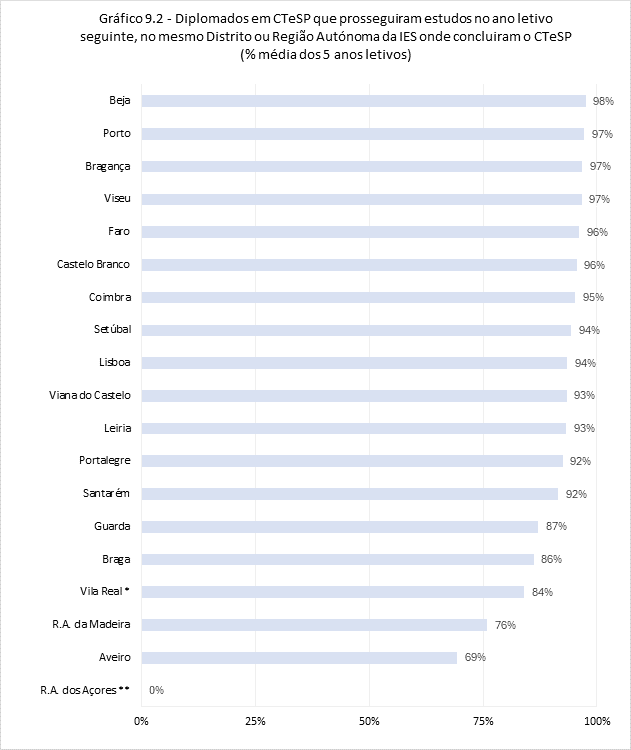 Gráfico 9.2 - Diplomados em CTeSP que prosseguiram estudos no ano letivo
seguinte, no mesmo Distrito ou Região Autónoma da IES onde concluiram o CTeSP
(% média dos 5 anos letivos)
Beja 98%
Porto 97%
Bragança 97%
Viseu 97%
Faro 96%
Castelo Branco 96%
Coimbra 95%
Setúbal 94%
Lisboa 94%
Viana do Castelo 93%
Leiria 93%
Portalegre 92%
Santarém 92%
Guarda 87%
Braga 86%
Vila Real * 84%
R.A. da Madeira 76%
Aveiro 69%
R.A. dos Açores ** 0%
0% 25% 50% 75% 100%